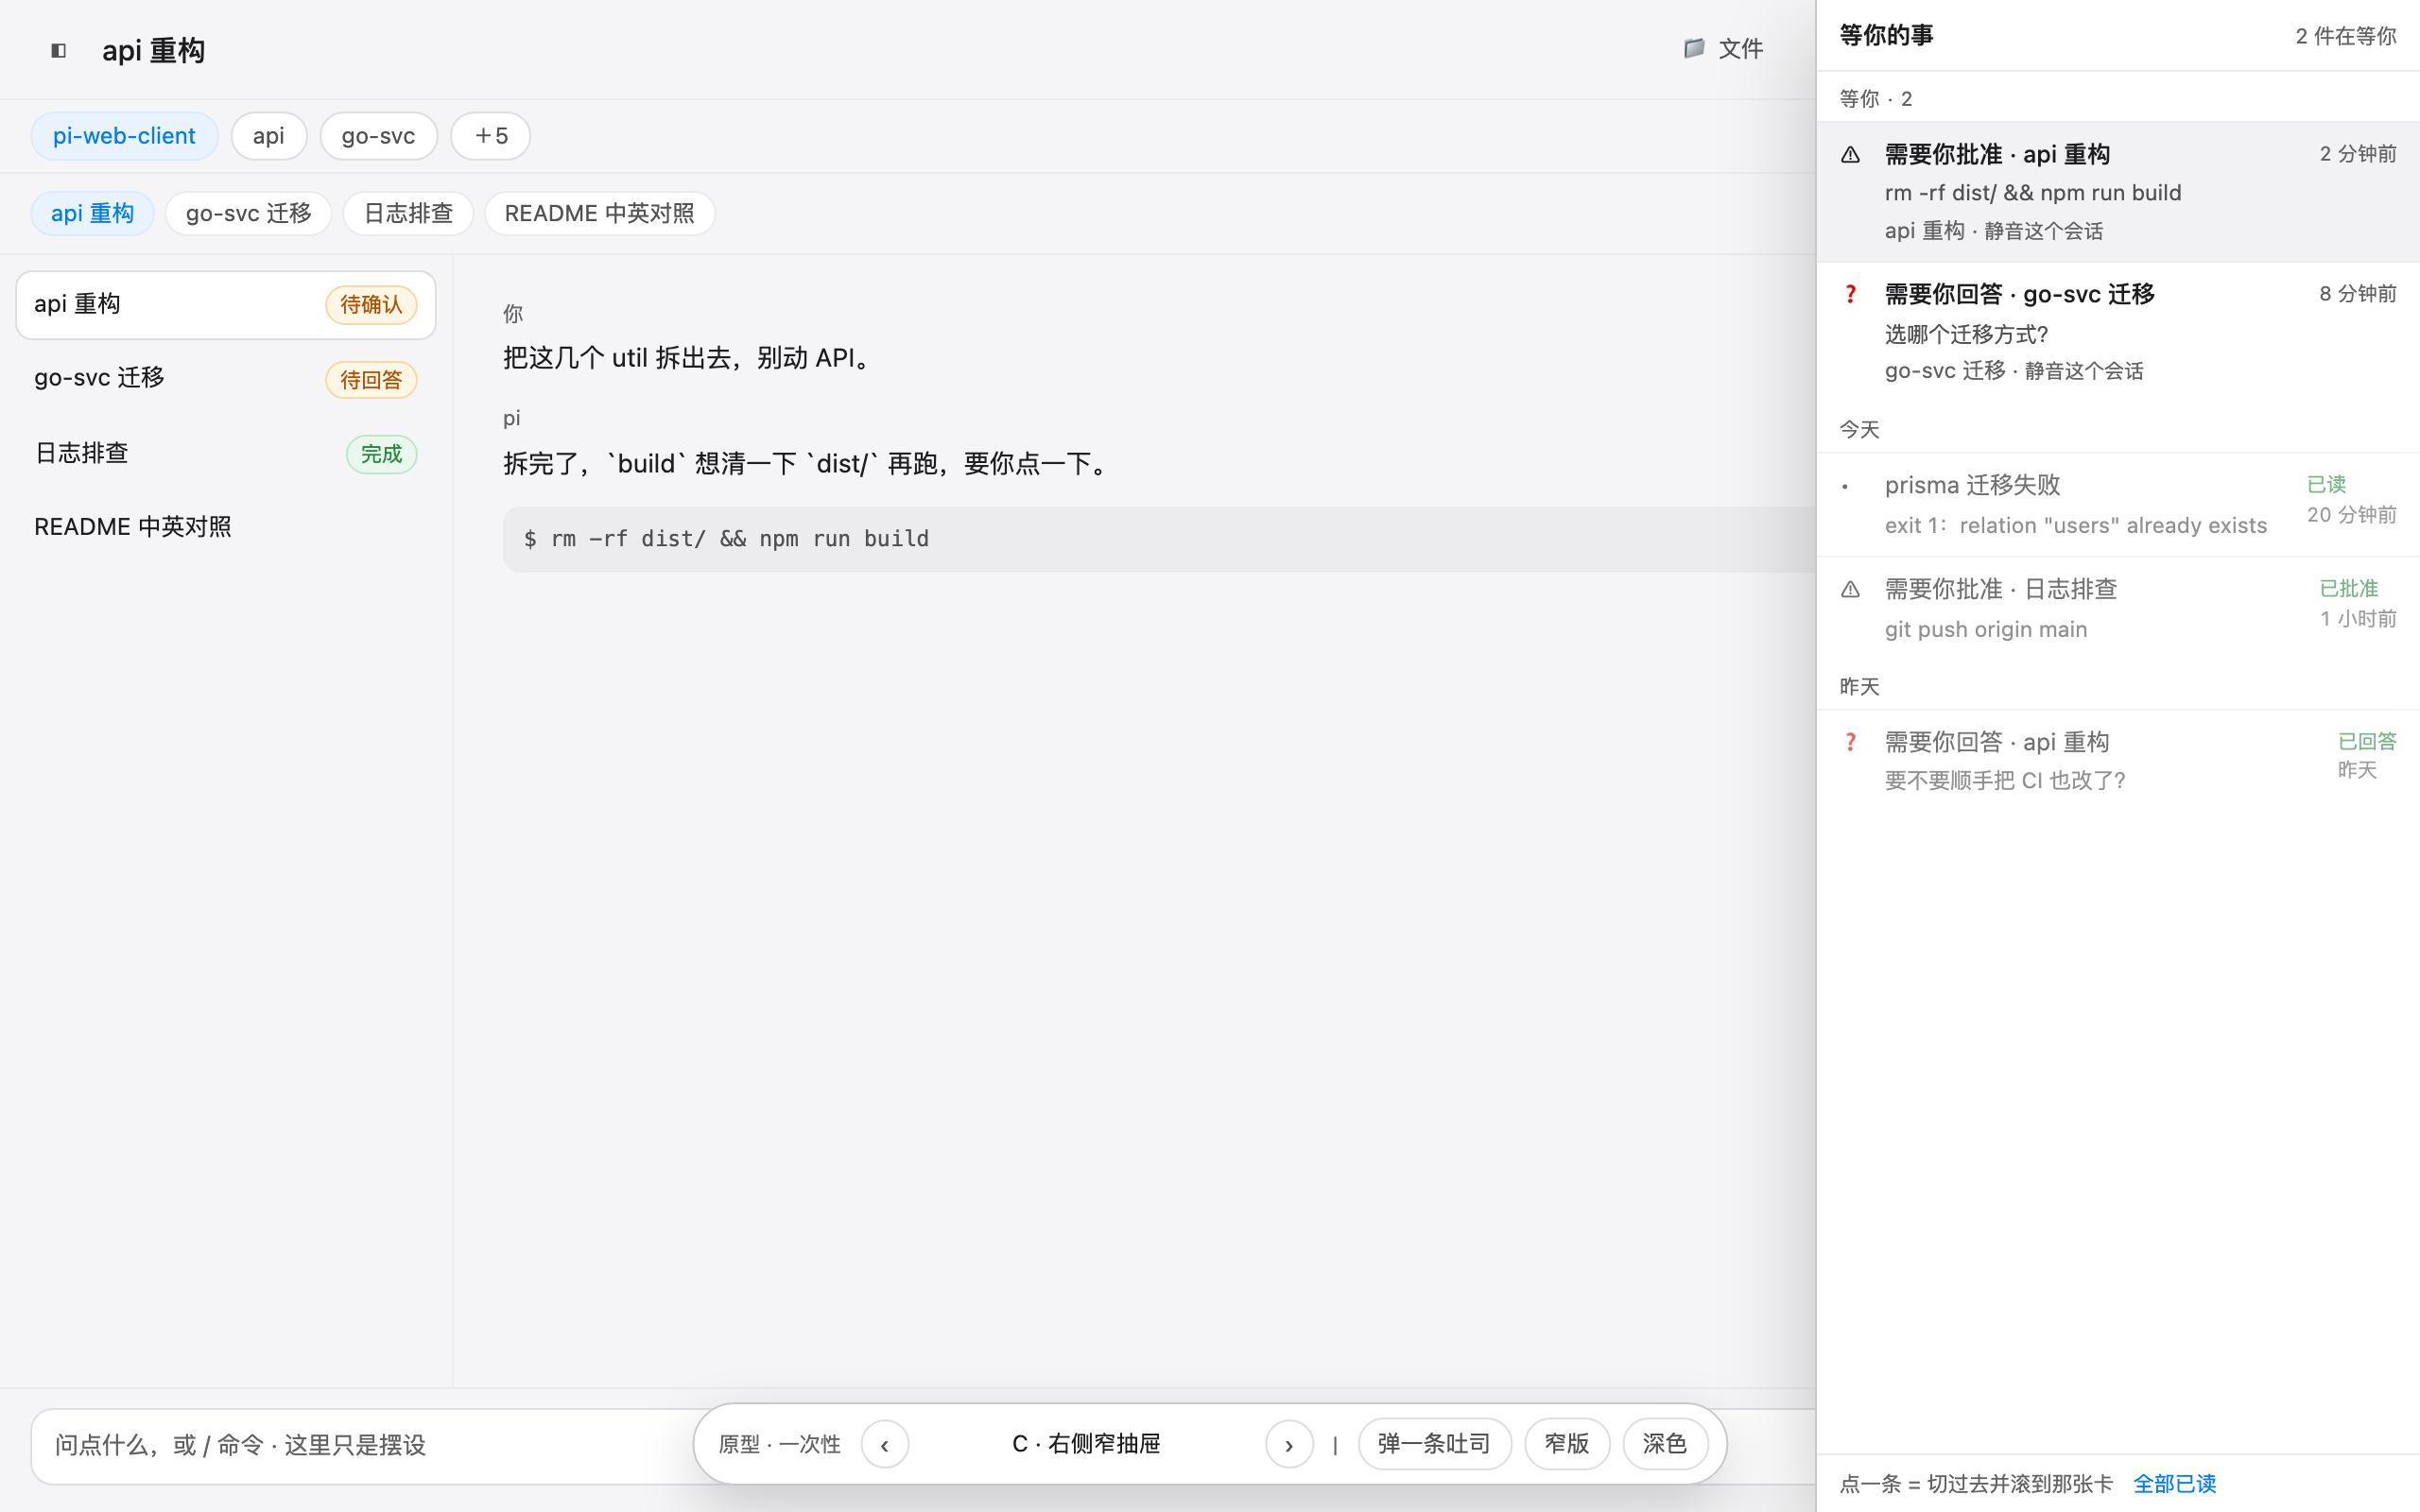 api 重构
文件
pi-web-client
api
go-svc
+5
api 重构
go-svc 迁移
日志排查
README 中英对照
api 重构
待确认
go-svc 迁移
待回答
日志排查
完成
README 中英对照
你
把这几个 util 拆出去，别动 API。
pi
拆完了，`build` 想清一下 `dist/` 再跑，要你点一下。
$ rm -rf dist/ && npm run build
问点什么，或 / 命令 · 这里只是摆设
原型 · 一次性
‹
C · 右侧窄抽屉
›
|
弹一条吐司
窄版
深色
等你的事
2 件在等你
等你 · 2
需要你批准 · api 重构
2 分钟前
rm -rf dist/ && npm run build
api 重构 · 静音这个会话
❓
需要你回答 · go-svc 迁移
8 分钟前
选哪个迁移方式？
go-svc 迁移 · 静音这个会话
今天
·
prisma 迁移失败
已读
exit 1：relation "users" already exists
20 分钟前
需要你批准 · 日志排查
已批准
git push origin main
1 小时前
昨天
❓
需要你回答 · api 重构
已回答
要不要顺手把 CI 也改了？
昨天
点一条 = 切过去并滚到那张卡
全部已读